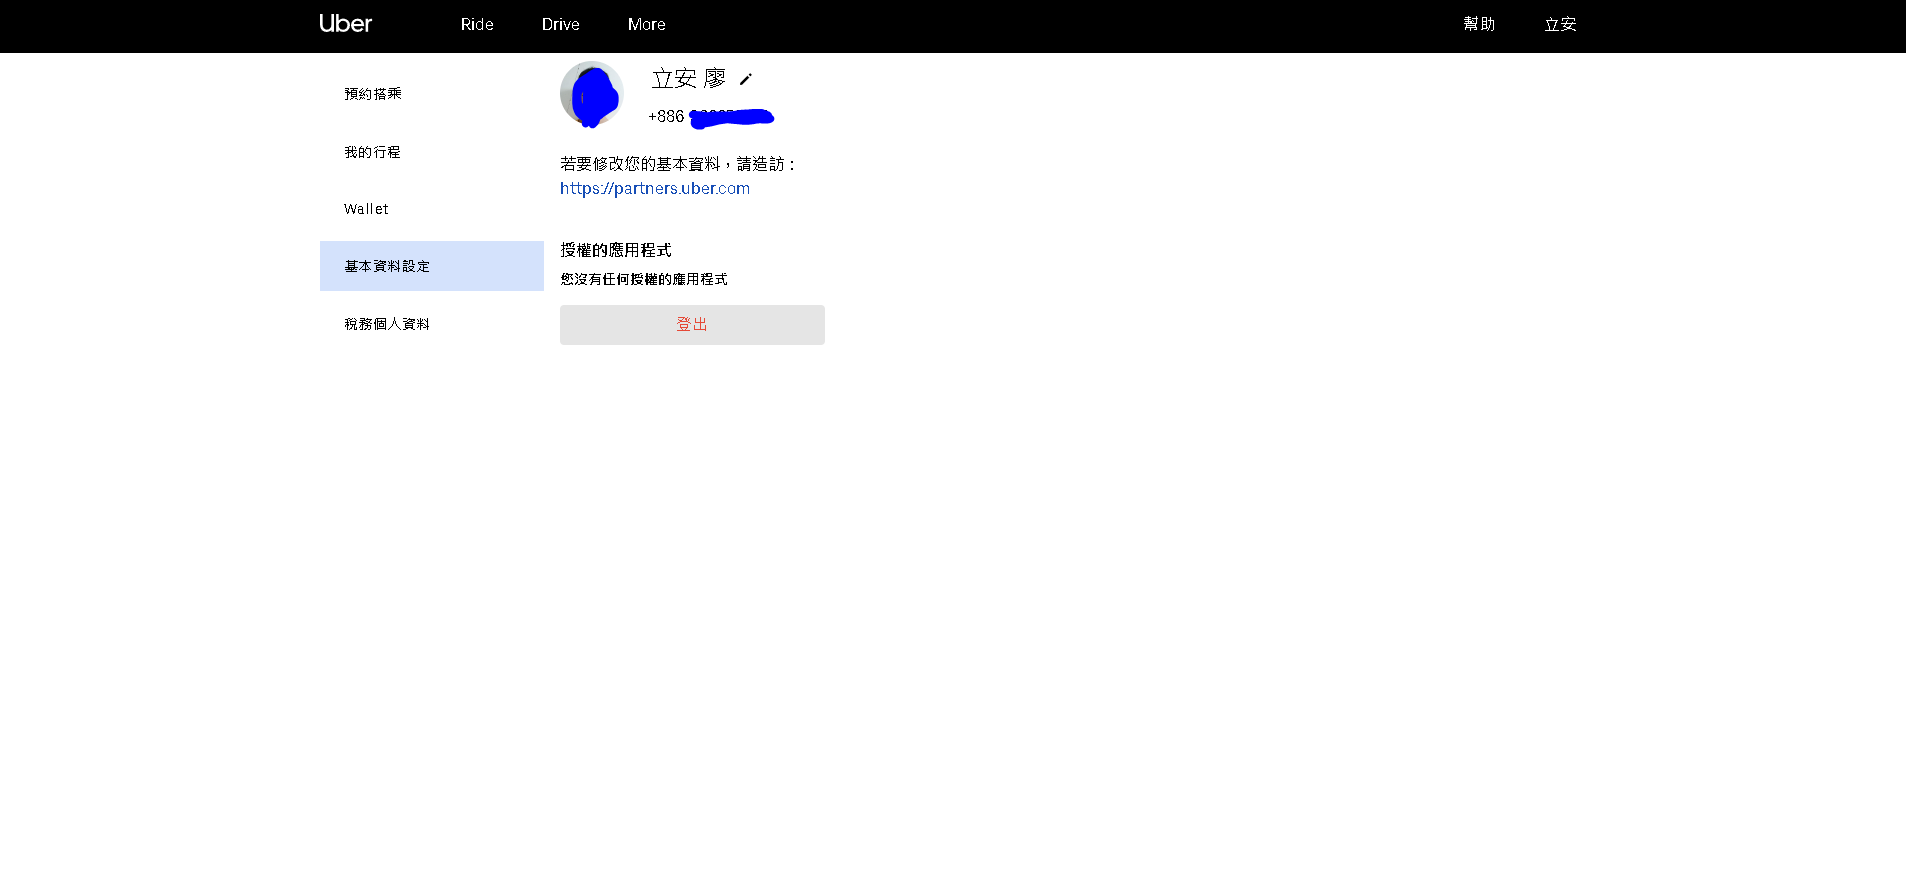 Uber
Ride
Drive
More
幫助
立安
預約搭乘
我的行程
Wallet
基本資料設定
稅務個人資料
立安 廖
+886
若要修改您的基本資料，請造訪：
https://partners.uber.com
授權的應用程式
您沒有任何授權的應用程式
登出